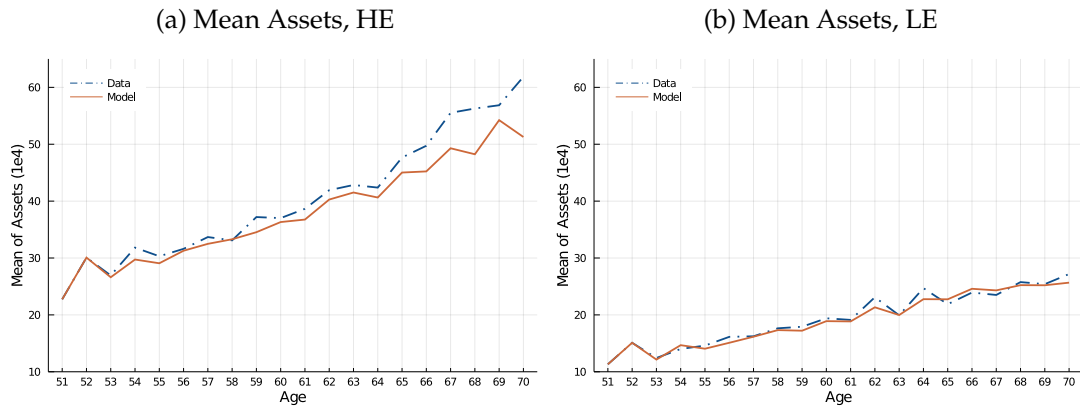 (a) Mean Assets, HE
Mean of Assets (1e4)
60
50
40
30
20
10
Data
Model
51 52 53 54 55 56 57 58 59 60 61 62 63 64 65 66 67 68 69 70
Age
(b) Mean Assets, LE
Mean of Assets (1e4)
60
50
40
30
20
10
Data
Model
51 52 53 54 55 56 57 58 59 60 61 62 63 64 65 66 67 68 69 70
Age